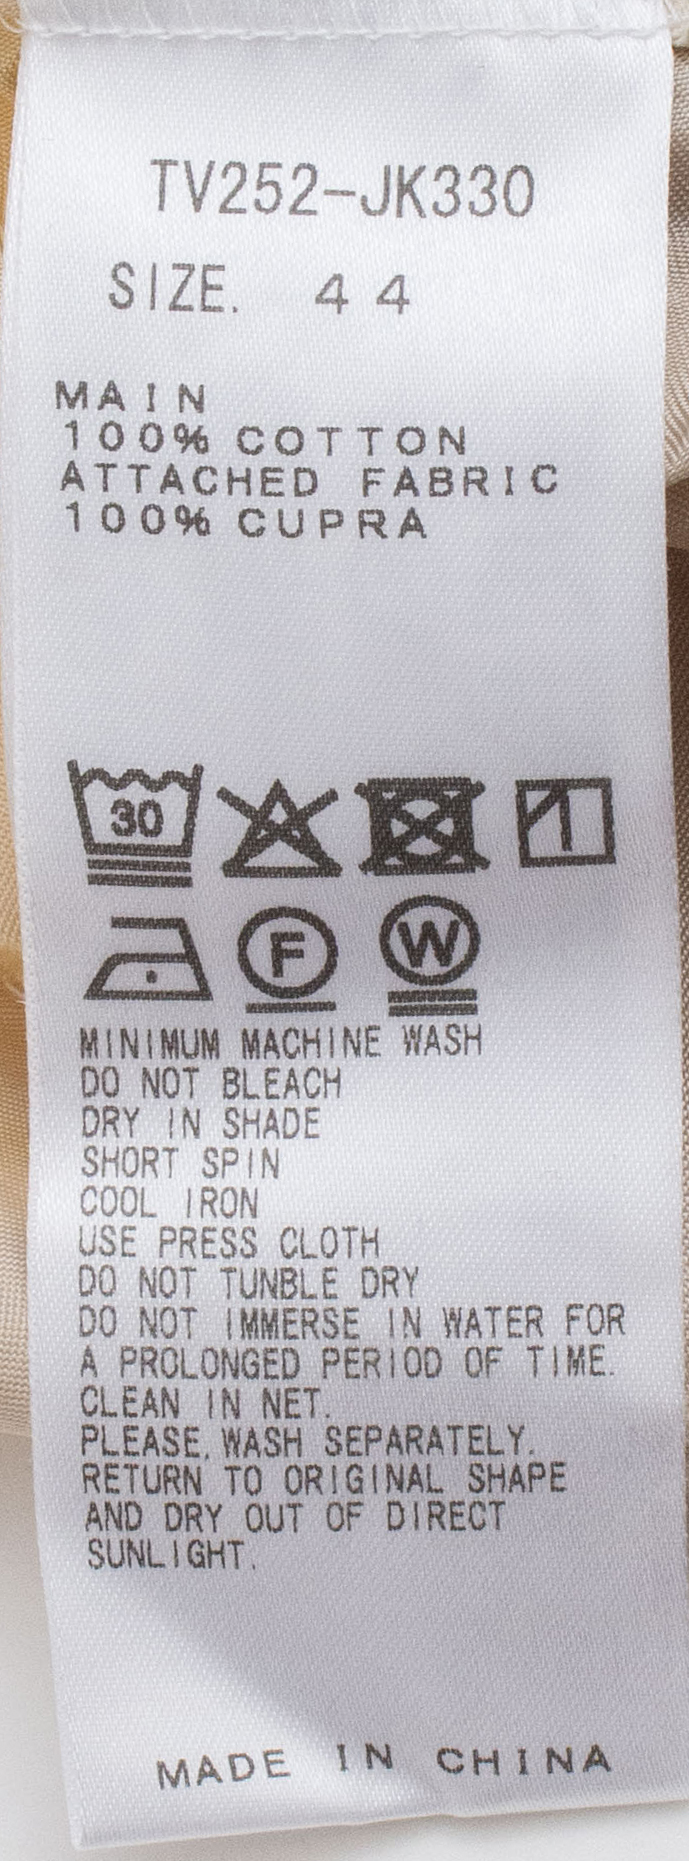 TV252-JK330
SIZE. 44
MAIN
100% COTTON
ATTACHED FABRIC
100% CUPRA
30
F W
MINIMUM MACHINE WASH
DO NOT BLEACH
DRY IN SHADE
SHORT SPIN
COOL IRON
USE PRESS CLOTH
DO NOT TUNBLE DRY
DO NOT IMMERSE IN WATER FOR
A PROLONGED PERIOD OF TIME.
CLEAN IN NET.
PLEASE. WASH SEPARATELY.
RETURN TO ORIGINAL SHAPE
AND DRY OUT OF DIRECT
SUNLIGHT.
MADE IN CHINA